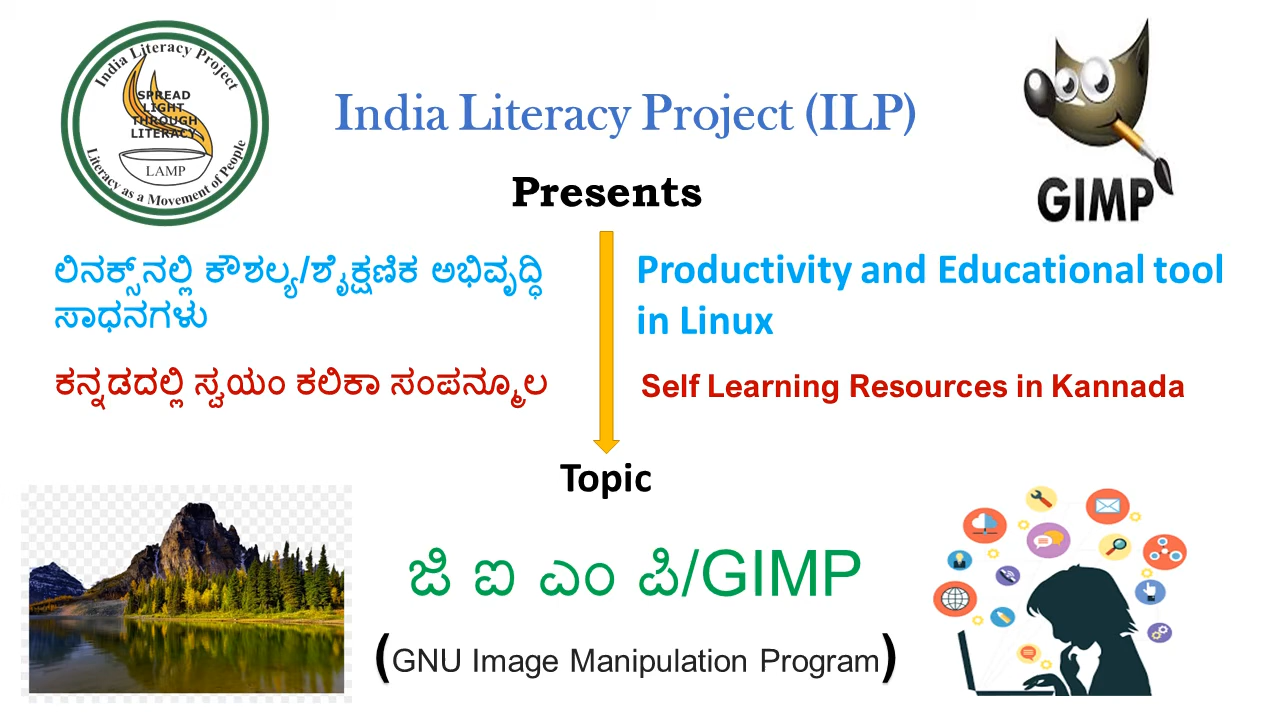 India Literacy Project
SPREAD
LIGHT
THROUGH
LITERACY
LAMP
Literacy as a Movement of People
India Literacy Project (ILP)
GIMP
Presents
ಲಿನಕ್ಸ್‌ನಲ್ಲಿ ಕೌಶಲ್ಯ/ಶೈಕ್ಷಣಿಕ ಅಭಿವೃದ್ಧಿ
ಸಾಧನಗಳು
Productivity and Educational tool
in Linux
ಕನ್ನಡದಲ್ಲಿ ಸ್ವಯಂ ಕಲಿಕಾ ಸಂಪನ್ಮೂಲ
Self Learning Resources in Kannada
Topic
ಜಿ ಐ ಎಂ ಪಿ/GIMP
(GNU Image Manipulation Program)